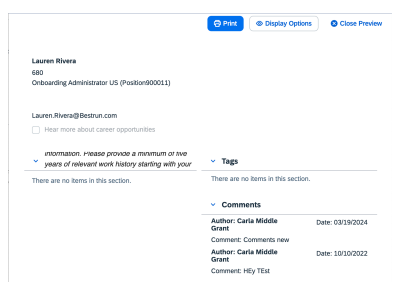 Print
Display Options
Close Preview
Lauren Rivera
680
Onboarding Administrator US (Position900011)
Lauren.Rivera@Bestrun.com
Hear more about career opportunities
information. Please provide a minimum of five
years of relevant work history starting with your
There are no items in this section.
Tags
There are no items in this section.
Comments
Author: Carla Middle
Grant
Date: 03/19/2024
Comment: Comments new
Author: Carla Middle
Grant
Date: 10/10/2022
Comment: HEy TEst